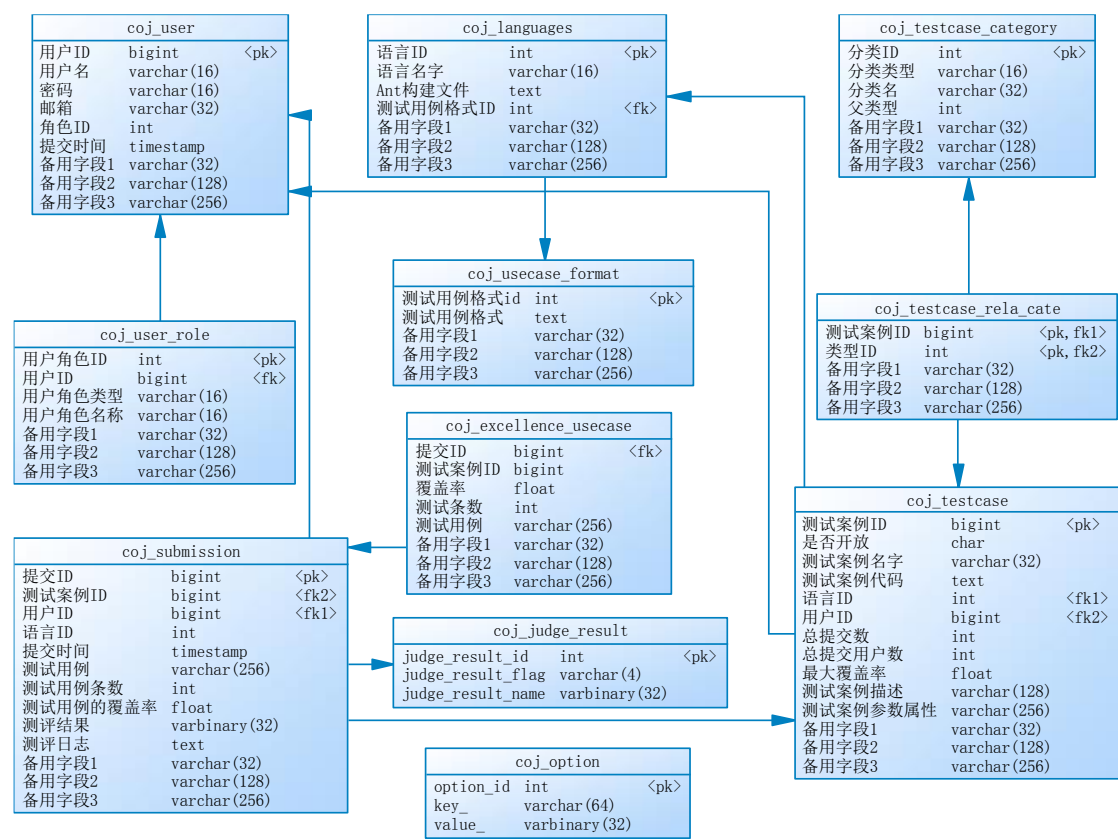 coj_user
用户ID bigint <pk>
用户名 varchar(16)
密码 varchar(16)
邮箱 varchar(32)
角色ID int
提交时间 timestamp
备用字段1 varchar(32)
备用字段2 varchar(128)
备用字段3 varchar(256)
coj_languages
语言ID int <pk>
语言名字 varchar(16)
Ant构建文件 text
测试用例格式ID int <fk>
备用字段1 varchar(32)
备用字段2 varchar(128)
备用字段3 varchar(256)
coj_testcase_category
分类ID int <pk>
分类类型 varchar(16)
分类名 varchar(32)
父类型 int
备用字段1 varchar(32)
备用字段2 varchar(128)
备用字段3 varchar(256)
coj_usecase_format
测试用例格式id int <pk>
测试用例格式 text
备用字段1 varchar(32)
备用字段2 varchar(128)
备用字段3 varchar(256)
coj_testcase_rela_cate
测试案例ID bigint <pk,fk1>
类型ID int <pk,fk2>
备用字段1 varchar(32)
备用字段2 varchar(128)
备用字段3 varchar(256)
coj_user_role
用户角色ID int <pk>
用户ID bigint <fk>
用户角色类型 varchar(16)
用户角色名称 varchar(16)
备用字段1 varchar(32)
备用字段2 varchar(128)
备用字段3 varchar(256)
coj_excellence_usecase
提交ID bigint <fk>
测试案例ID bigint
覆盖率 float
测试条数 int
测试用例 varchar(256)
备用字段1 varchar(32)
备用字段2 varchar(128)
备用字段3 varchar(256)
coj_testcase
测试案例ID bigint <pk>
是否开放 char
测试案例名字 varchar(32)
测试案例代码 text
语言ID int <fk1>
用户ID bigint <fk2>
总提交数 int
总提交用户数 int
最大覆盖率 float
测试案例描述 varchar(128)
测试案例参数属性 varchar(256)
备用字段1 varchar(32)
备用字段2 varchar(128)
备用字段3 varchar(256)
coj_submission
提交ID bigint <pk>
测试案例ID bigint <fk2>
用户ID bigint <fk1>
语言ID int
提交时间 timestamp
测试用例 varchar(256)
测试用例条数 int
测试用例的覆盖率 float
测评结果 varbinary(32)
测评日志 text
备用字段1 varchar(32)
备用字段2 varchar(128)
备用字段3 varchar(256)
coj_judge_result
judge_result_id int <pk>
judge_result_flag varchar(4)
judge_result_name varbinary(32)
coj_option
option_id int <pk>
key_ varchar(64)
value_ varbinary(32)